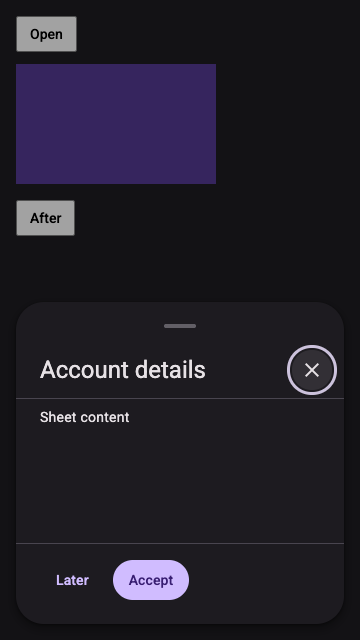 Open
After
Account details
Sheet content
Later
Accept